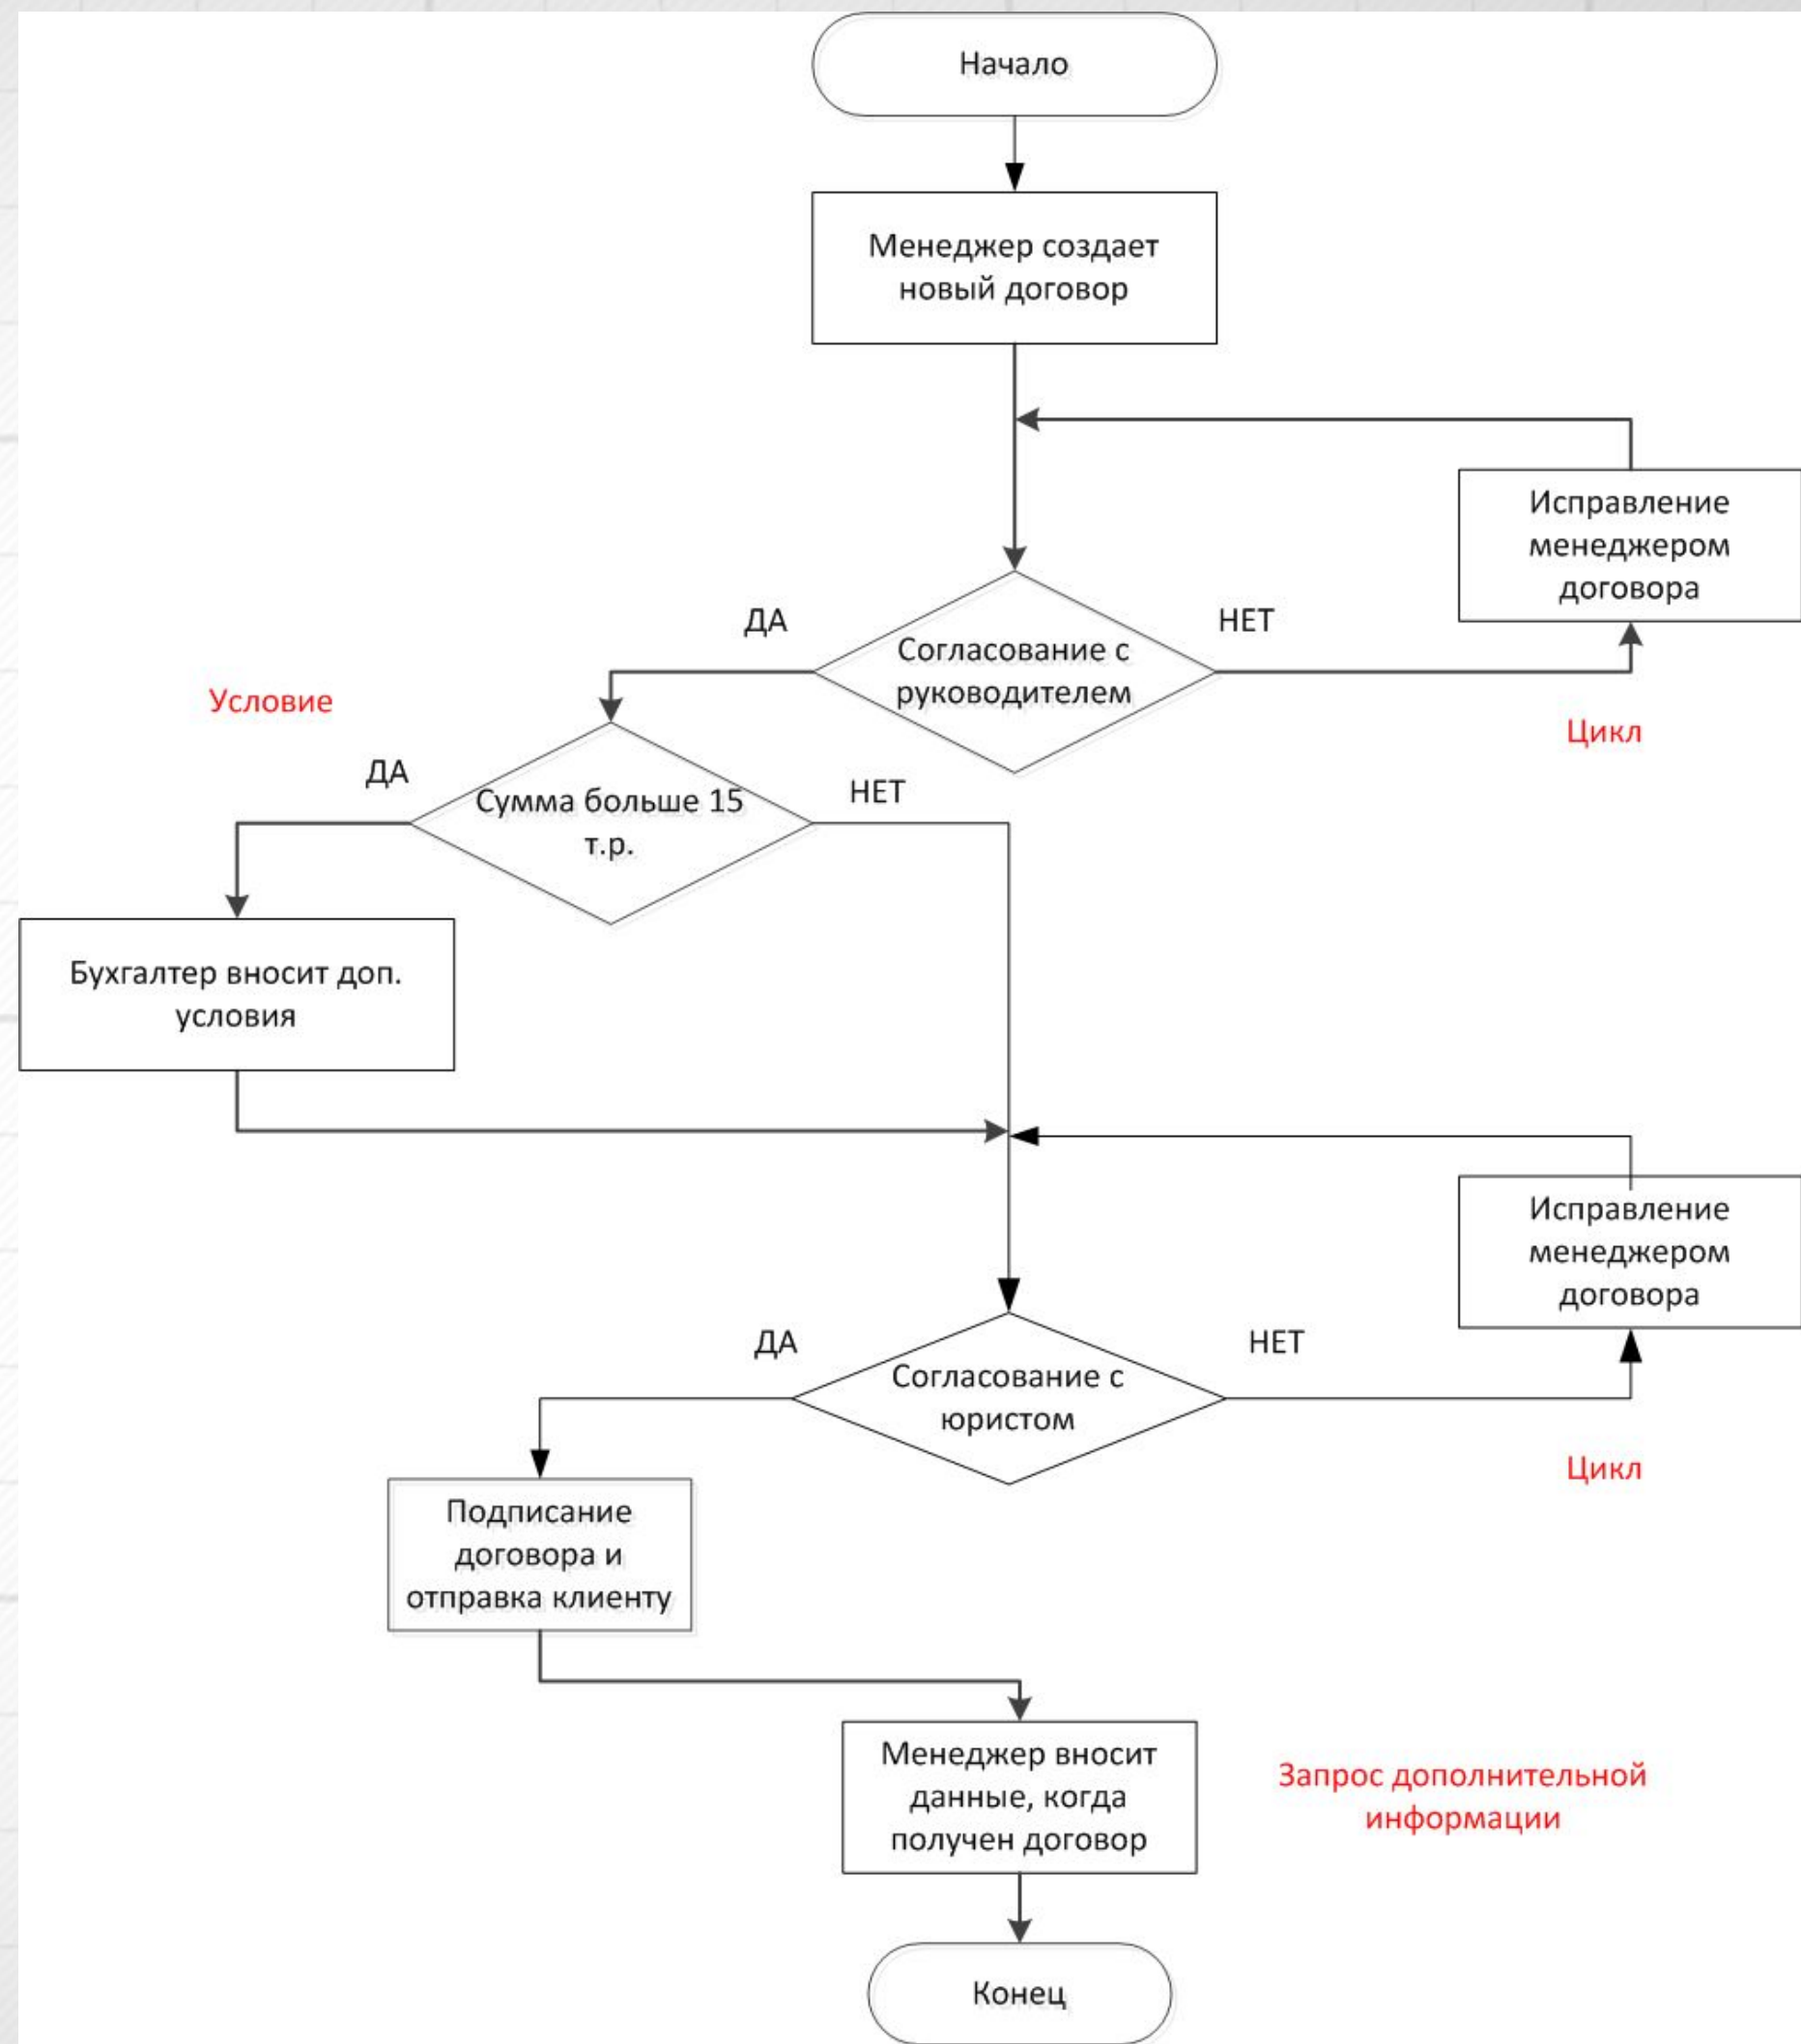 Начало
Менеджер создает
новый договор
Исправление
менеджером
договора
ДА
НЕТ
Согласование с
руководителем
Условие
Цикл
ДА
НЕТ
Сумма больше 15
т.р.
Бухгалтер вносит доп.
условия
Исправление
менеджером
договора
ДА
НЕТ
Согласование с
юристом
Цикл
Подписание
договора и
отправка клиенту
Менеджер вносит
данные, когда
получен договор
Запрос дополнительной
информации
Конец